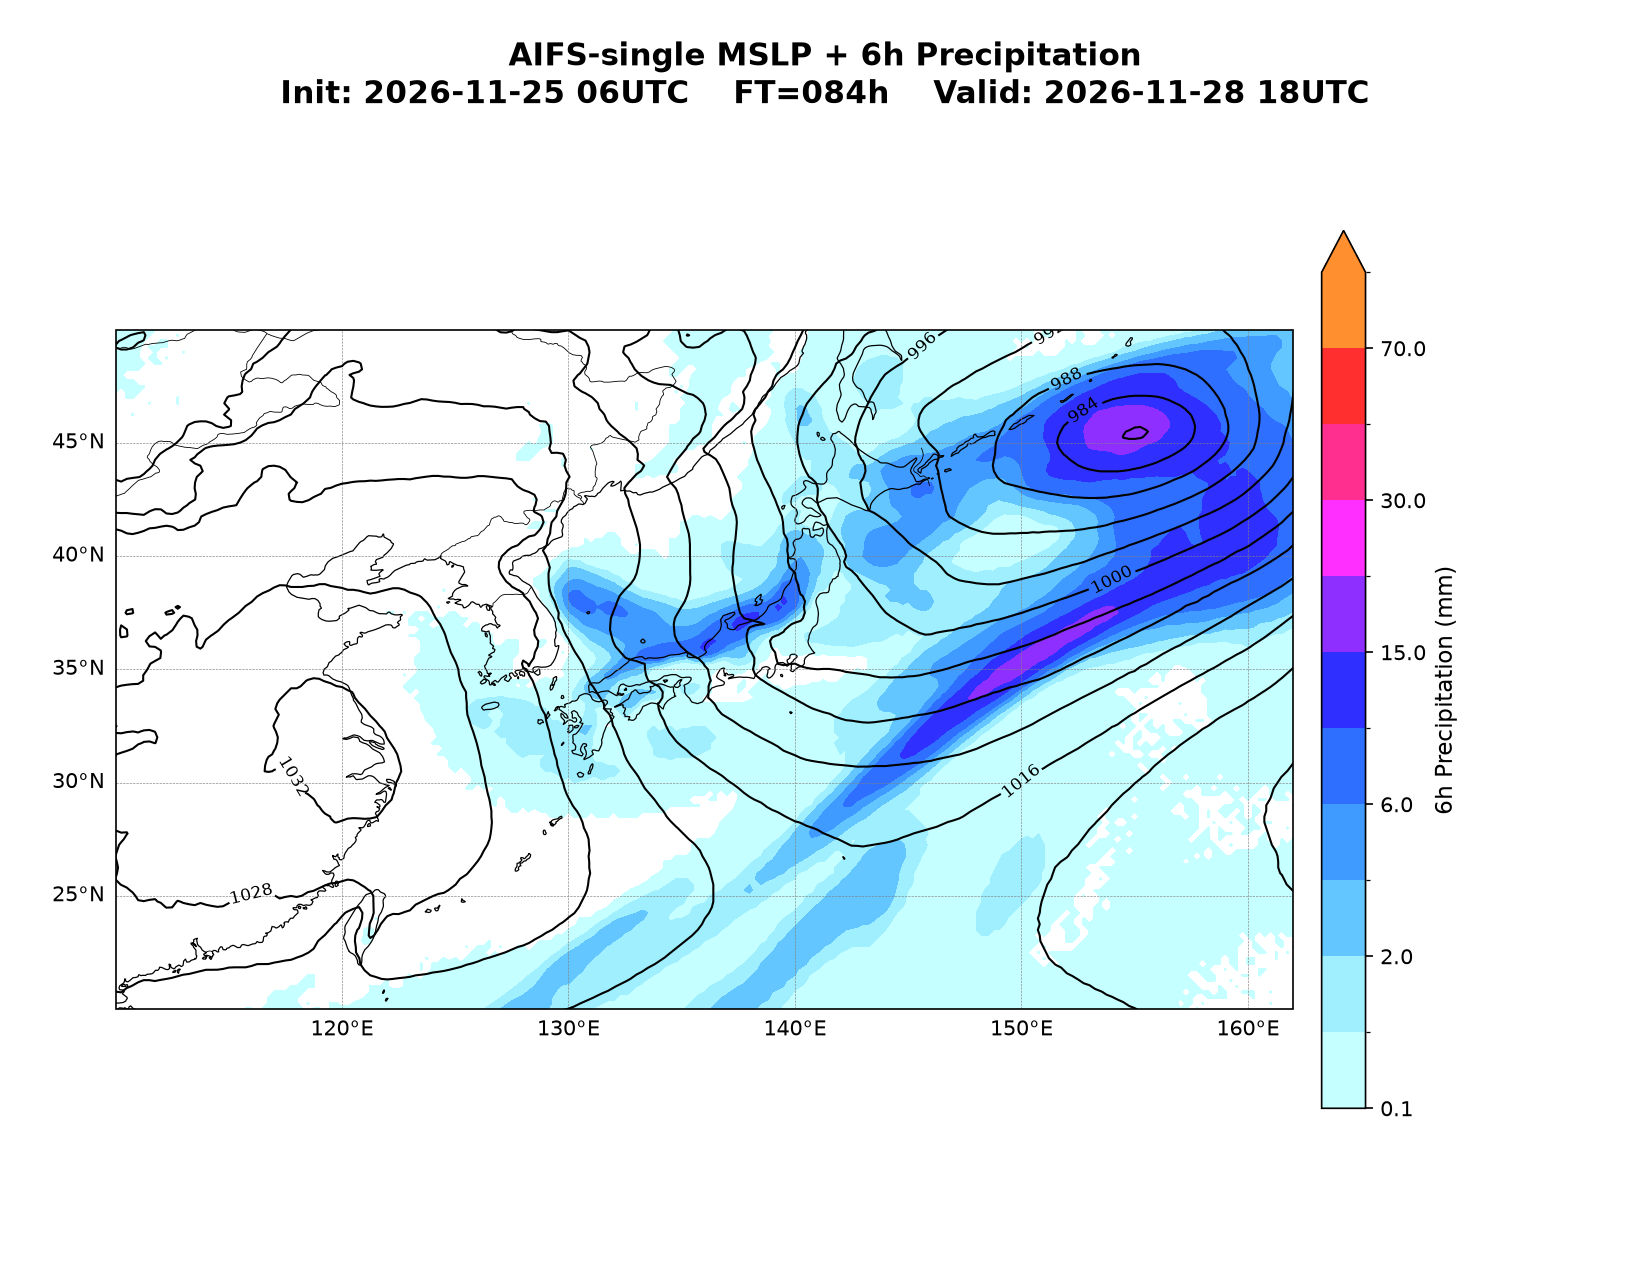 AIFS-single MSLP + 6h Precipitation
Init: 2026-11-25 06UTC    FT=084h    Valid: 2026-11-28 18UTC
996
988
984
1000
1016
1032
1028
45°N
40°N
35°N
30°N
25°N
120°E
130°E
140°E
150°E
160°E
70.0
30.0
15.0
6.0
2.0
0.1
6h Precipitation (mm)